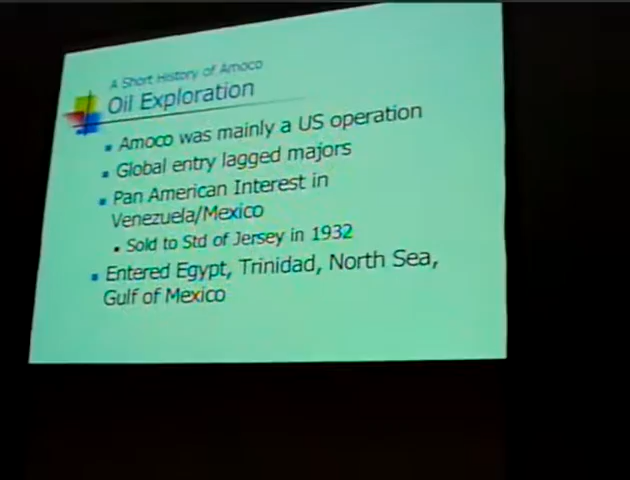 A Short History of Amoco
Oil Exploration
Amoco was mainly a US operation
Global entry lagged majors
Pan American Interest in
Venezuela/Mexico
Sold to Std of Jersey in 1932
Entered Egypt, Trinidad, North Sea,
Gulf of Mexico